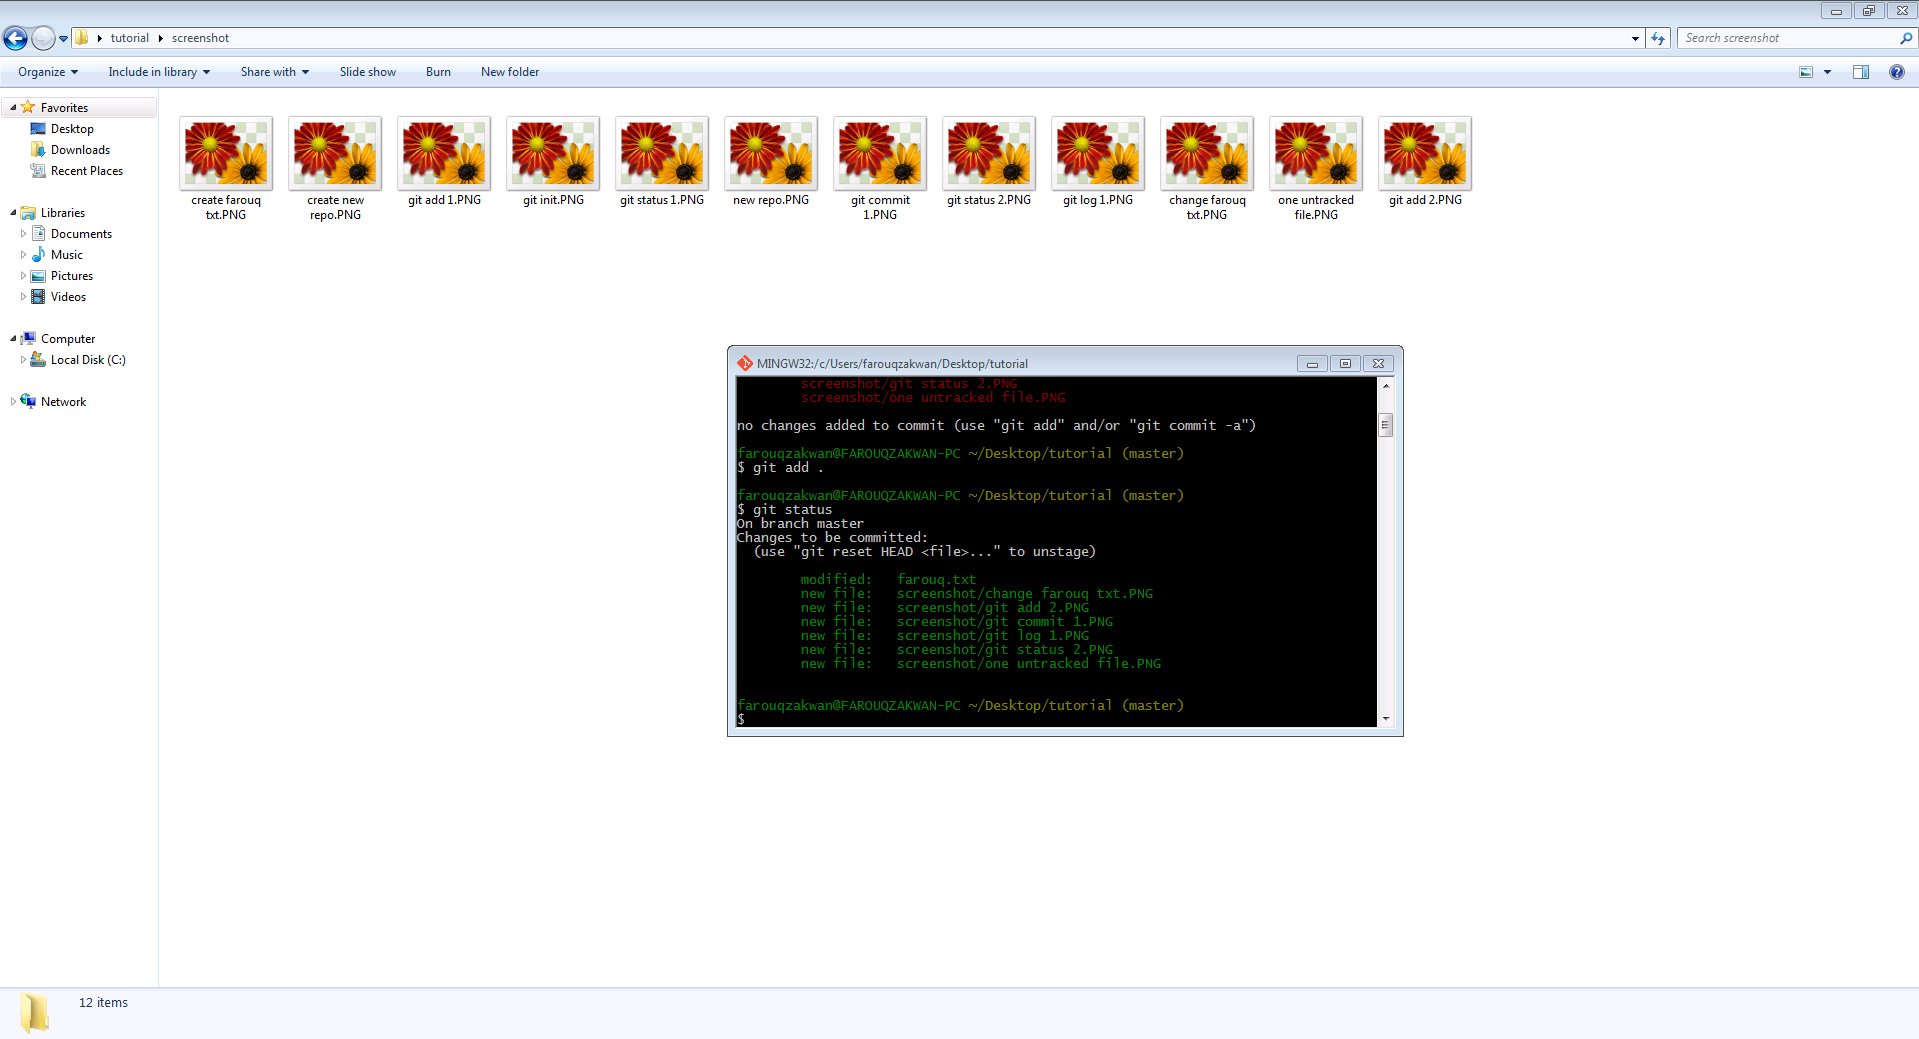 tutorial screenshot
Search screenshot
Organize Include in library Share with Slide show Burn New folder
Favorites
Desktop
Downloads
Recent Places
Libraries
Documents
Music
Pictures
Videos
Computer
Local Disk (C:)
Network
create farouq
txt.PNG
create new
repo.PNG
git add 1.PNG
git init.PNG
git status 1.PNG
new repo.PNG
git commit
1.PNG
git status 2.PNG
git log 1.PNG
change farouq
txt.PNG
one untracked
file.PNG
git add 2.PNG
MINGW32:/c/Users/farouqzakwan/Desktop/tutorial
screenshot/git status 2.PNG
screenshot/one untracked file.PNG
no changes added to commit (use "git add" and/or "git commit -a")
farouqzakwan@FAROUQZAKWAN-PC ~/Desktop/tutorial (master)
$ git add .
farouqzakwan@FAROUQZAKWAN-PC ~/Desktop/tutorial (master)
$ git status
On branch master
Changes to be committed:
(use "git reset HEAD <file>..." to unstage)
modified: farouq.txt
new file: screenshot/change farouq txt.PNG
new file: screenshot/git add 2.PNG
new file: screenshot/git commit 1.PNG
new file: screenshot/git log 1.PNG
new file: screenshot/git status 2.PNG
new file: screenshot/one untracked file.PNG
farouqzakwan@FAROUQZAKWAN-PC ~/Desktop/tutorial (master)
$
12 items